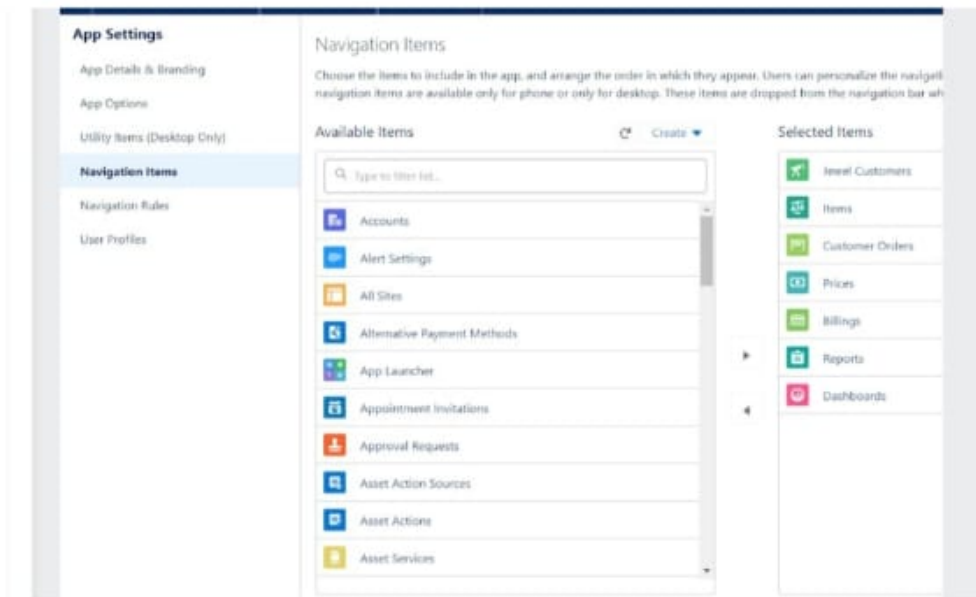 App Settings
App Details & Branding
App Options
Utility Items (Desktop Only)
Navigation Items
Navigation Rules
User Profiles
Navigation Items
Choose the items to include in the app, and arrange the order in which they appear. Users can personalize the navigati
navigation items are available only for phone or only for desktop. These items are dropped from the navigation bar wh
Available Items
Create
Type to filter list...
Accounts
Alert Settings
All Sites
Alternative Payment Methods
App Launcher
Appointment Invitations
Approval Requests
Asset Action Sources
Asset Actions
Asset Services
Selected Items
Jewel Customers
Items
Customer Orders
Prices
Billings
Reports
Dashboards